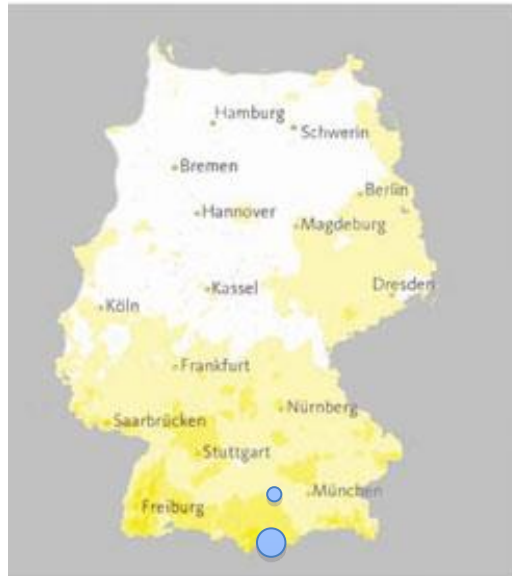 Hamburg
Schwerin
Bremen
Berlin
Hannover
Magdeburg
Kassel
Dresden
Köln
Frankfurt
Nürnberg
Saarbrücken
Stuttgart
München
Freiburg